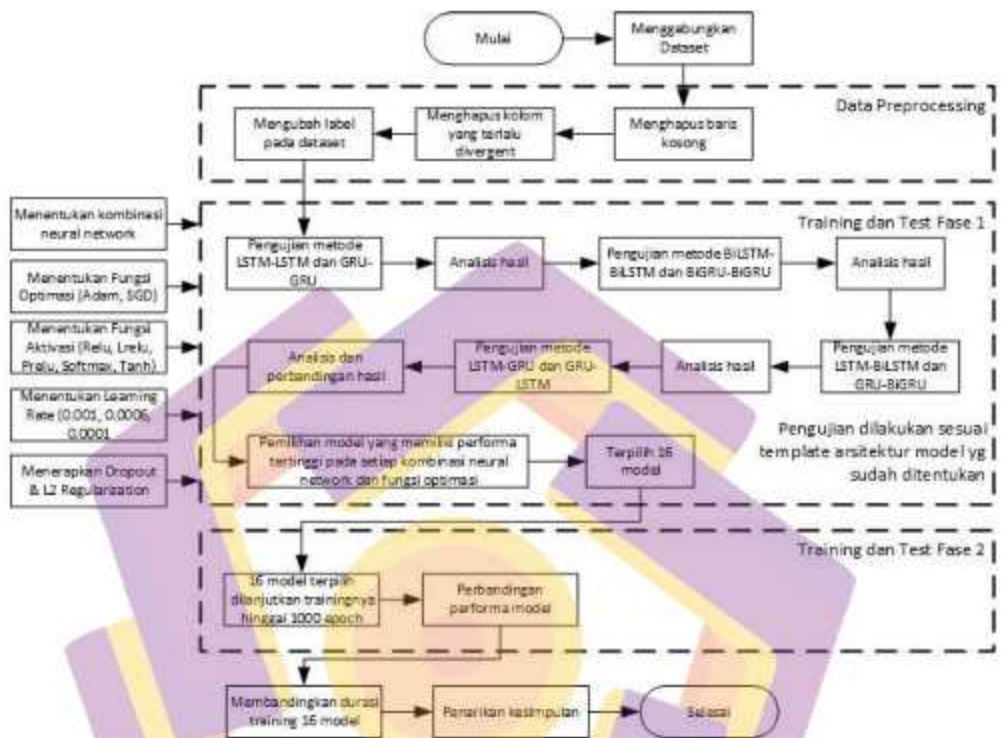 Mulai
Menggabungkan
Dataset
Data Preprocessing
Menghapus baris
kosong
Menghapus kolom
yang terlalu
divergent
Mengubah label
pada dataset
Menentukan kombinasi
neural network
Menentukan Fungsi
Optimasi (Adam, SGD)
Menentukan Fungsi
Aktivasi (Relu, Lrelu,
Prelu, Softmax, Tanh)
Menentukan Learning
Rate (0.001, 0.0006,
0.0001
Menerapkan Dropout
& L2 Regularization
Training dan Test Fase 1
Pengujian metode
LSTM-LSTM dan GRU-
GRU
Analisis hasil
Pengujian metode BiLSTM-
BiLSTM dan BiGRU-BiGRU
Analisis hasil
Pengujian metode
LSTM-BiLSTM dan
GRU-BiGRU
Analisis hasil
Pengujian metode
LSTM-GRU dan GRU-
LSTM
Analisis dan
perbandingan hasil
Pengujian dilakukan sesuai
template arsitektur model yg
sudah ditentukan
Pemilihan model yang memiliki performa
tertinggi pada setiap kombinasi neural
network dan fungsi optimasi
Terpilih 16
model
Training dan Test Fase 2
16 model terpilih
dilanjutkan trainingnya
hinggai 1000 epoch
Perbandingan
performa model
Membandingkan durasi
training 16 model
Penarikan kesimpulan
Selesai